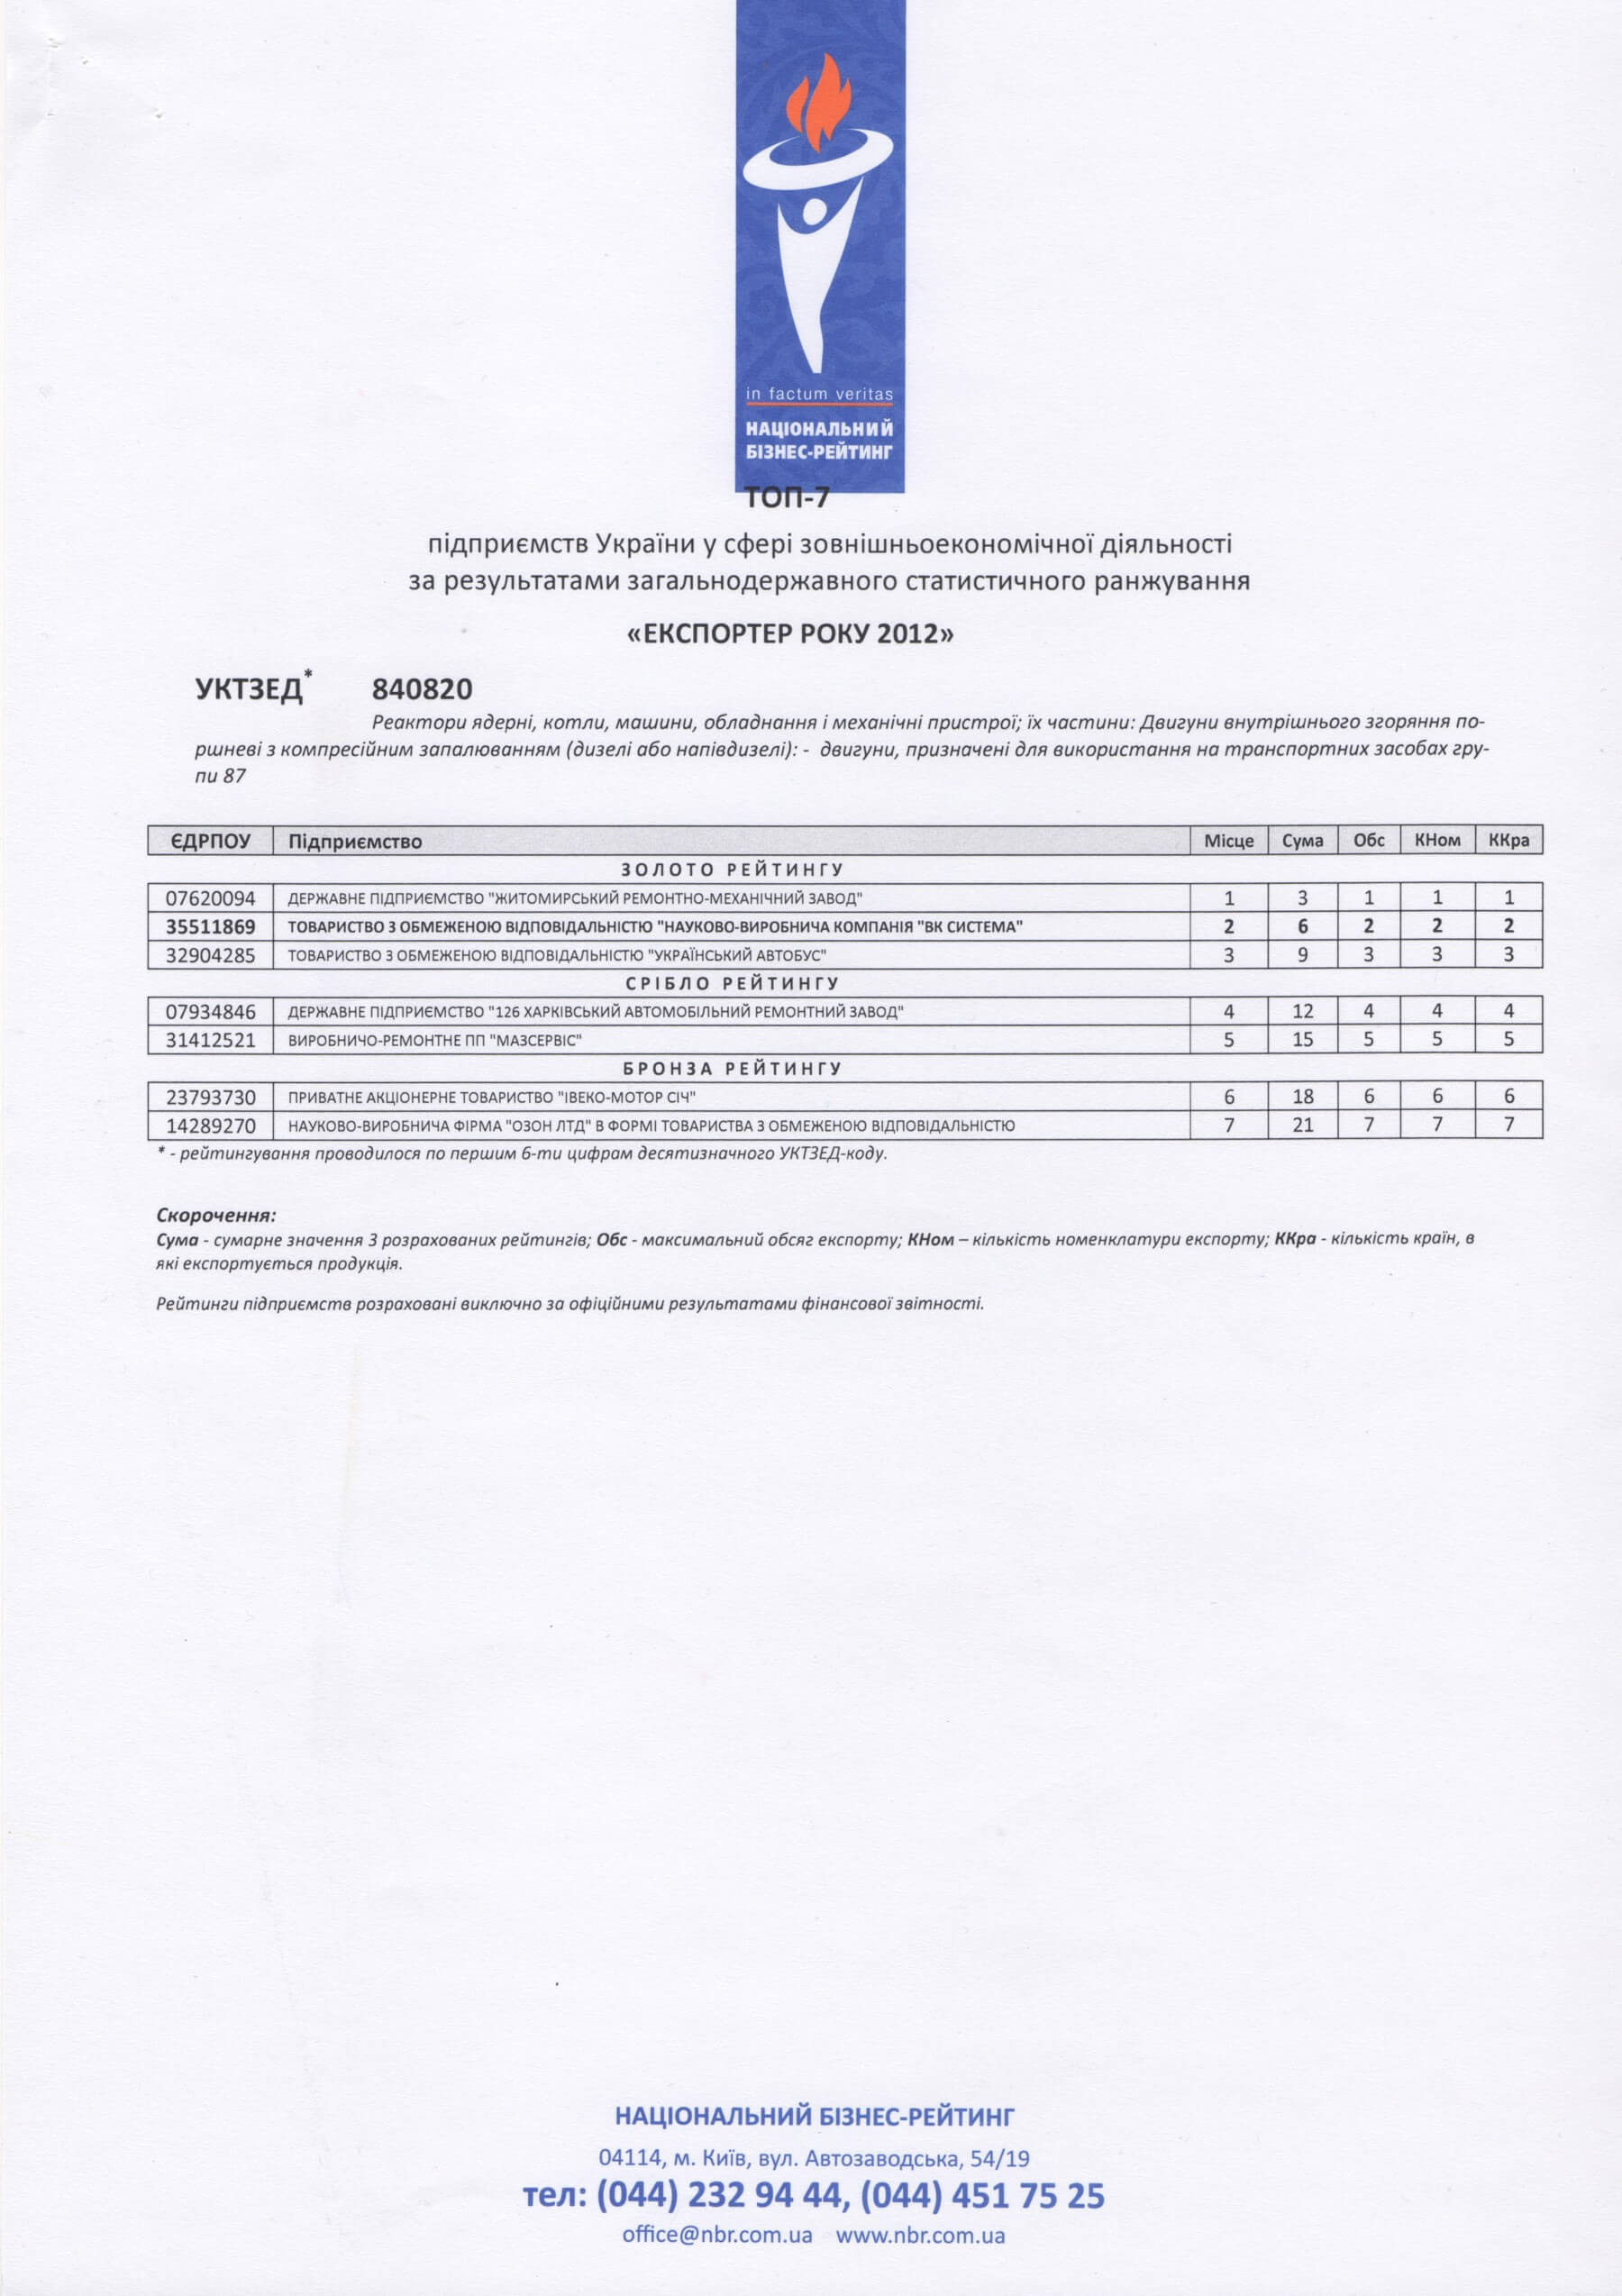 in factum veritas
НАЦІОНАЛЬНИЙ
БІЗНЕС-РЕЙТИНГ
ТОП-7
підприємств України у сфері зовнішньоекономічної діяльності
за результатами загальнодержавного статистичного ранжування
«ЕКСПОРТЕР РОКУ 2012»
УКТЗЕД* 840820
Реактори ядерні, котли, машини, обладнання і механічні пристрої; їх частини: Двигуни внутрішнього згоряння по-
ршневі з компресійним запалюванням (дизелі або напівдизелі): - двигуни, призначені для використання на транспортних засобах гру-
пи 87
ЄДРПОУ Підприємство Місце Сума Обс КНом ККра
ЗОЛОТО РЕЙТИНГУ
07620094 ДЕРЖАВНЕ ПІДПРИЄМСТВО "ЖИТОМИРСЬКИЙ РЕМОНТНО-МЕХАНІЧНИЙ ЗАВОД" 1 3 1 1 1
35511869 ТОВАРИСТВО З ОБМЕЖЕНОЮ ВІДПОВІДАЛЬНІСТЮ "НАУКОВО-ВИРОБНИЧА КОМПАНІЯ "ВК СИСТЕМА" 2 6 2 2 2
32904285 ТОВАРИСТВО З ОБМЕЖЕНОЮ ВІДПОВІДАЛЬНІСТЮ "УКРАЇНСЬКИЙ АВТОБУС" 3 9 3 3 3
СРІБЛО РЕЙТИНГУ
07934846 ДЕРЖАВНЕ ПІДПРИЄМСТВО "126 ХАРКІВСЬКИЙ АВТОМОБІЛЬНИЙ РЕМОНТНИЙ ЗАВОД" 4 12 4 4 4
31412521 ВИРОБНИЧО-РЕМОНТНЕ ПП "МАЗСЕРВІС" 5 15 5 5 5
БРОНЗА РЕЙТИНГУ
23793730 ПРИВАТНЕ АКЦІОНЕРНЕ ТОВАРИСТВО "ІВЕКО-МОТОР СІЧ" 6 18 6 6 6
14289270 НАУКОВО-ВИРОБНИЧА ФІРМА "ОЗОН ЛТД" В ФОРМІ ТОВАРИСТВА З ОБМЕЖЕНОЮ ВІДПОВІДАЛЬНІСТЮ 7 21 7 7 7
* - рейтингування проводилося по першим 6-ти цифрам десятизначного УКТЗЕД-коду.
Скорочення:
Сума - сумарне значення 3 розрахованих рейтингів; Обс - максимальний обсяг експорту; КНом – кількість номенклатури експорту; ККра - кількість країн, в
які експортується продукція.
Рейтинги підприємств розраховані виключно за офіційними результатами фінансової звітності.
НАЦІОНАЛЬНИЙ БІЗНЕС-РЕЙТИНГ
04114, м. Київ, вул. Автозаводська, 54/19
тел: (044) 232 94 44, (044) 451 75 25
office@nbr.com.ua www.nbr.com.ua